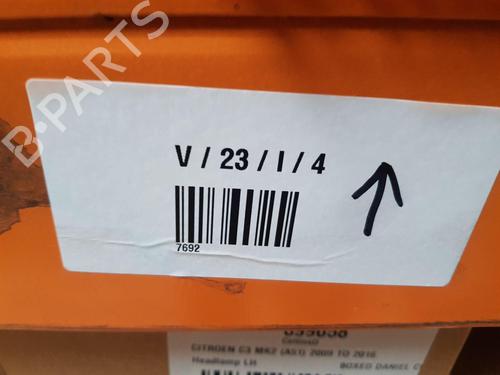 V / 23 / I / 4
7692
CITROEN C3 MK2 (A51) 2009 TO 2016
Headlamp LH
BOXED DANIEL C
B-PARTS